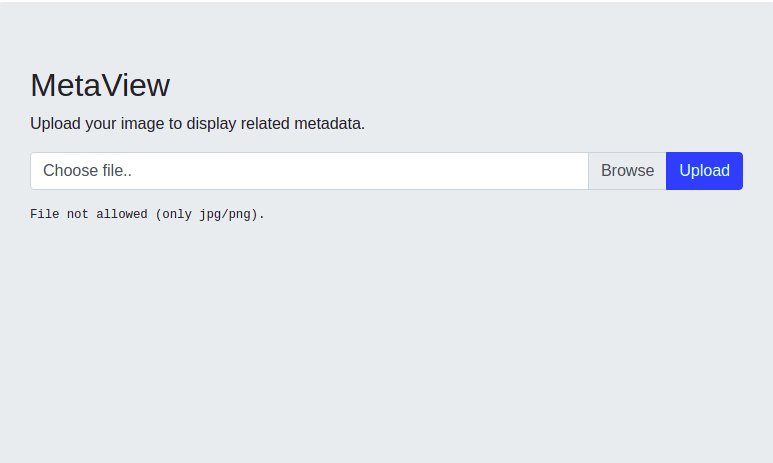 MetaView
Upload your image to display related metadata.
Choose file.. Browse Upload
File not allowed (only jpg/png).